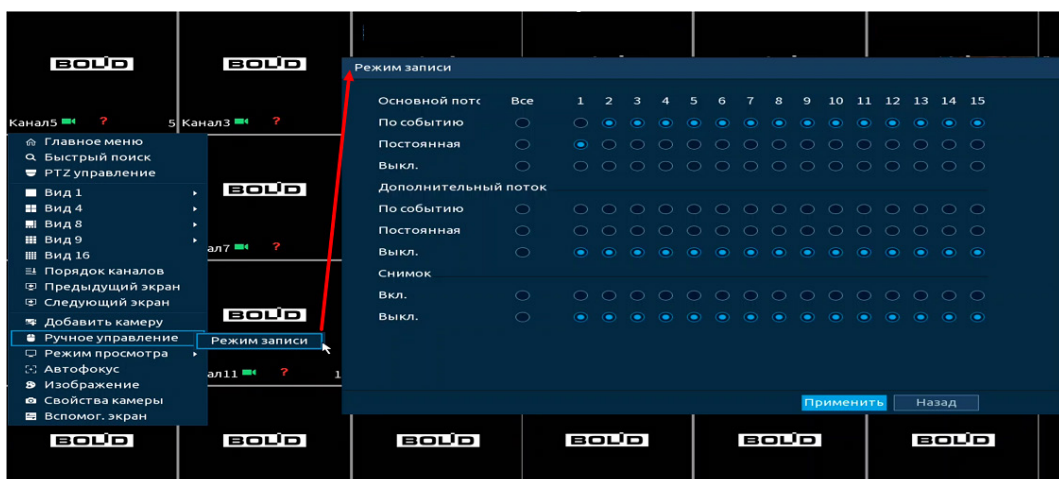 BOLID
BOLID
Канал5 ? 5 Канал3 ?
Главное меню
Быстрый поиск
PTZ управление
Вид 1
Вид 4
Вид 8
Вид 9
Вид 16
Порядок каналов
Предыдущий экран
Следующий экран
Добавить камеру
Ручное управление
Режим просмотра
Автофокус
Изображение
Свойства камеры
Вспомог. экран
BOLID
ал7 ?
BOLID
Режим записи
ал11 ? 1
Режим записи
Основной пото Все 1 2 3 4 5 6 7 8 9 10 11 12 13 14 15
По событию
Постоянная
Выкл.
Дополнительный поток
По событию
Постоянная
Выкл.
Снимок
Вкл.
Выкл.
Применить Назад
BOLID BOLID BOLID BOLID BOLID BOLID